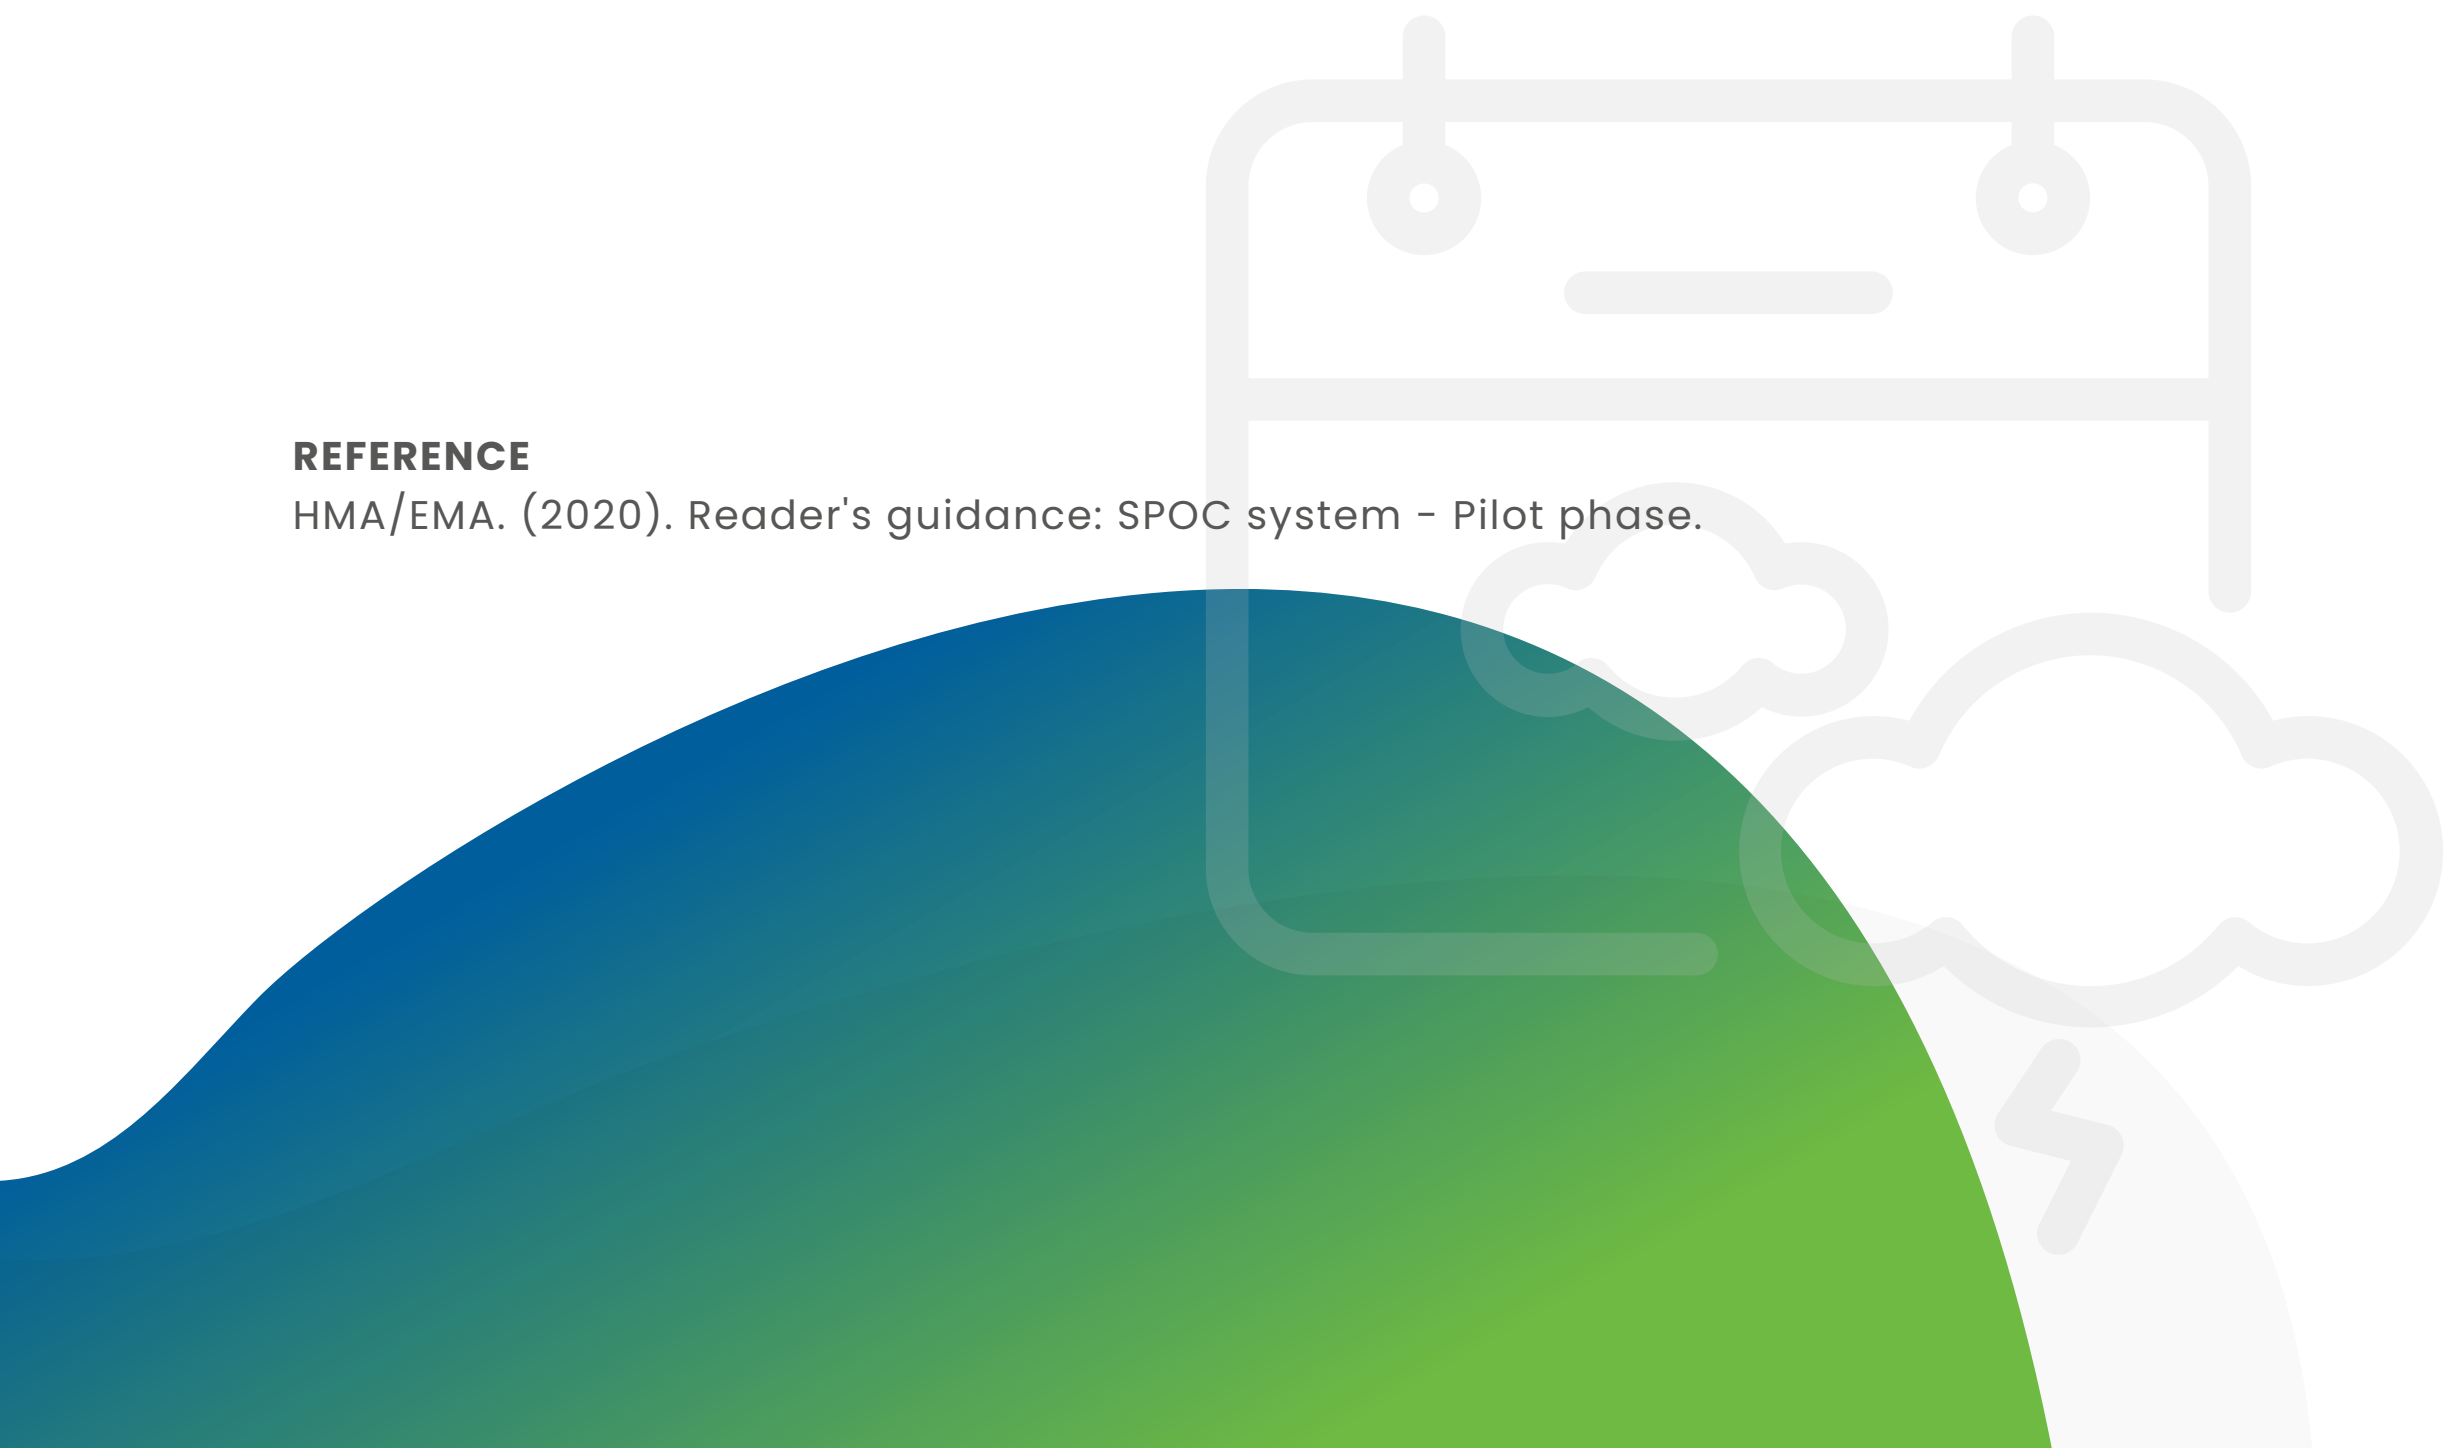 REFERENCE
HMA/EMA. (2020). Reader's guidance: SPOC system - Pilot phase.